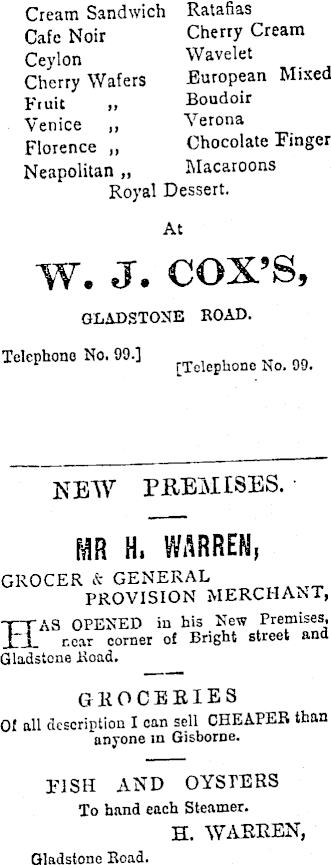 Cream Sandwich Ratafias
Cafe Noir Cherry Cream
Ceylon Wavelet
Cherry Wafers European Mixed
Fruit ,, Boudoir
Venice ,, Verona
Florence ,, Chocolate Finger
Neapolitan ,, Macaroons
Royal Dessert.
At
W. J. COX'S,
GLADSTONE ROAD.
Telephone No. 99.] [Telephone No. 99.
NEW PREMISES.
MR H. WARREN,
GROCER & GENERAL
PROVISION MERCHANT,
HAS OPENED in his New Premises,
near corner of Bright street and
Gladstone Road.
GROCERIES
Of all description I can sell CHEAPER than
anyone in Gisborne.
FISH AND OYSTERS
To hand each Steamer.
H. WARREN,
Gladstone Road.